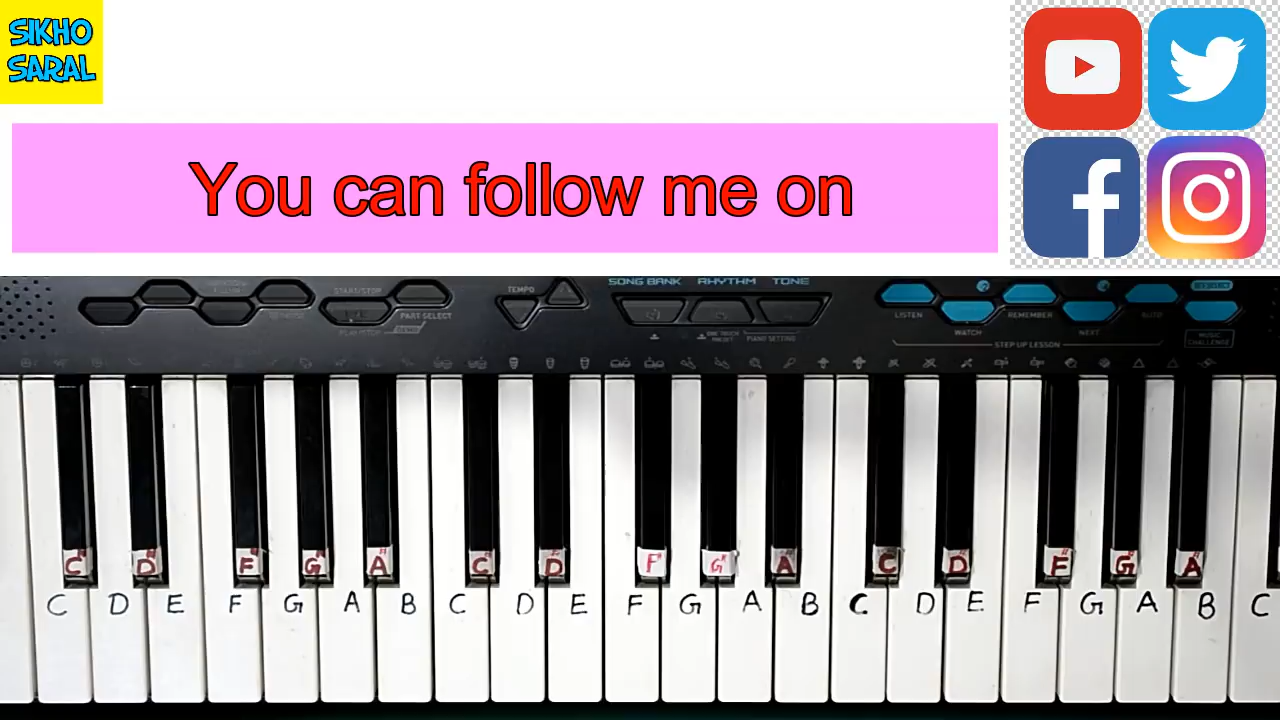 SIKHO
SARAL
You can follow me on
SONG BANK RHYTHM TONE
TEMPO
START/STOP
PART SELECT
LISTEN
WATCH
REMEMBER
NEXT
AUTO
MUSIC
CHALLENGE
STEP UP LESSON
C# D# F# G# A# C# D# F# G# A# C# D# F# G# A#
C D E F G A B C D E F G A B C D E F G A B C